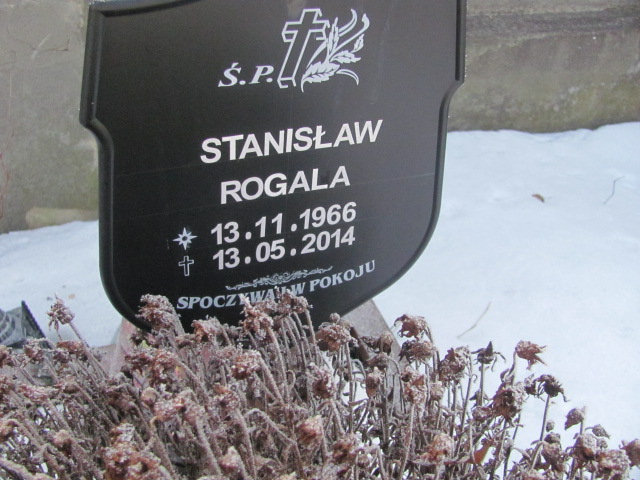 Ś.P.
STANISŁAW
ROGALA
13.11.1966
13.05.2014
SPOCZYWAJ W POKOJU